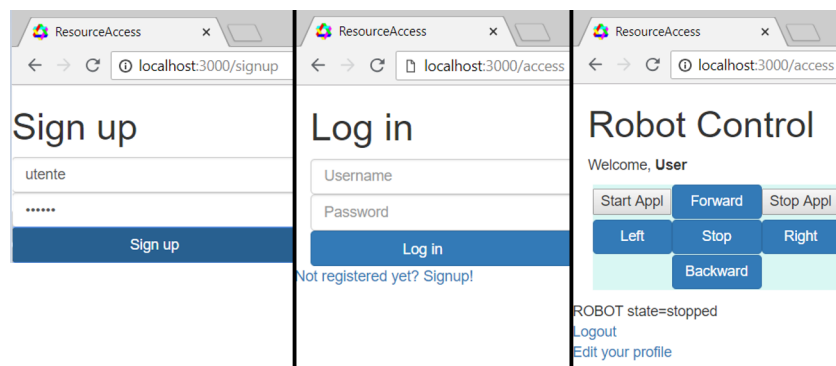 ResourceAccess
localhost:3000/signup
Sign up
utente
••••••
Sign up
ResourceAccess
localhost:3000/access
Log in
Username
Password
Log in
Not registered yet? Signup!
ResourceAccess
localhost:3000/access
Robot Control
Welcome, User
Start Appl Forward Stop Appl
Left Stop Right
Backward
ROBOT state=stopped
Logout
Edit your profile